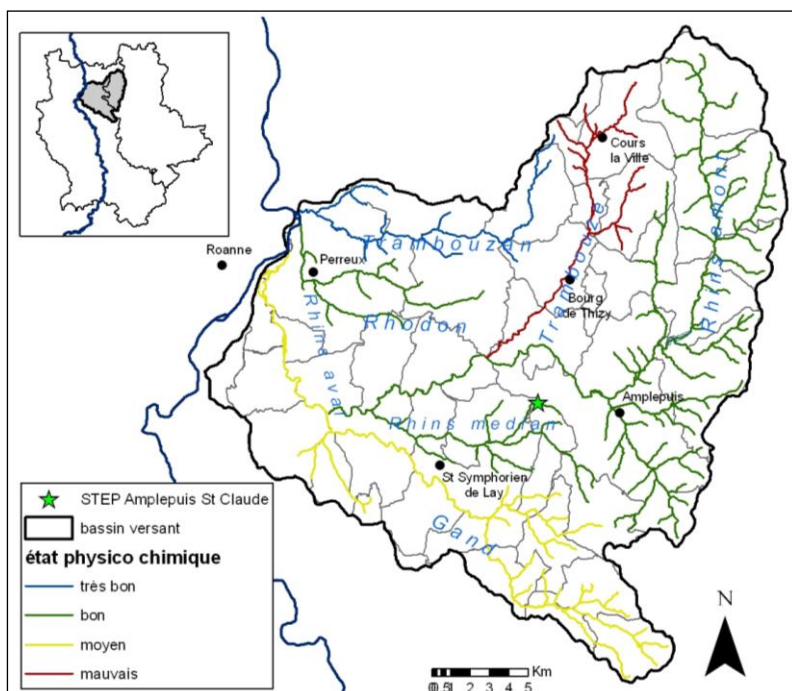 Roanne
Perreux
Cours
la Ville
Trambouzan
Trambouze
Rhins amont
Bourg
de Thizy
Rhodon
Rhins aval
Amplepuis
Rhins median
St Symphorien
de Lay
Gand
STEP Amplepuis St Claude
bassin versant
état physico chimique
très bon
bon
moyen
mauvais
N
Km
1 2 3 4 5